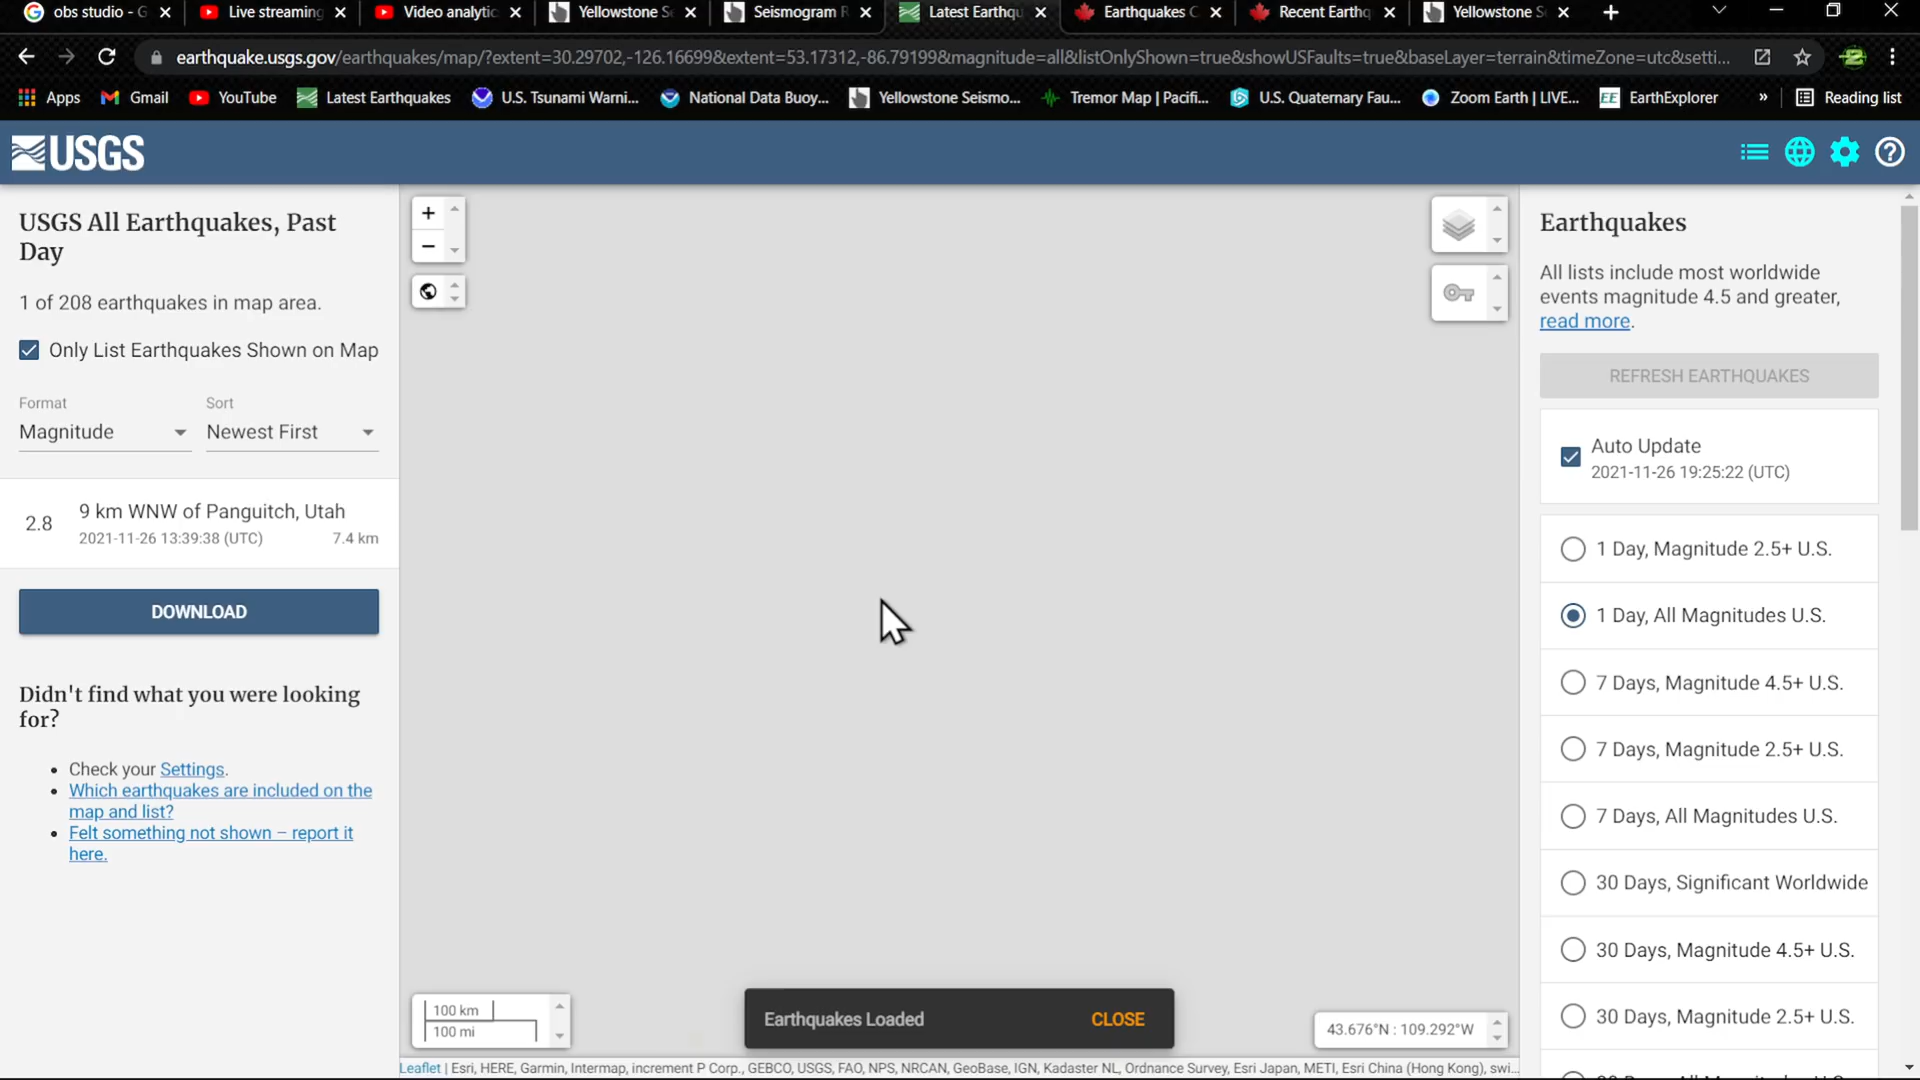 obs studio - G
Live streaming
Video analytic
Yellowstone Se
Seismogram R
Latest Earthqu
Earthquakes C
Recent Earthq
Yellowstone Se
earthquake.usgs.gov/earthquakes/map/?extent=30.29702,-126.16699&extent=53.17312,-86.79199&magnitude=all&listOnlyShown=true&showUSFaults=true&baseLayer=terrain&timeZone=utc&setti...
Apps
Gmail
YouTube
Latest Earthquakes
U.S. Tsunami Warni...
National Data Buoy...
Yellowstone Seismo...
Tremor Map | Pacifi...
U.S. Quaternary Fau...
Zoom Earth | LIVE...
EE EarthExplorer
»
Reading list
USGS
USGS All Earthquakes, Past
Day
1 of 208 earthquakes in map area.
Only List Earthquakes Shown on Map
Format
Sort
Magnitude
Newest First
2.8
9 km WNW of Panguitch, Utah
2021-11-26 13:39:38 (UTC)
7.4 km
DOWNLOAD
Didn't find what you were looking
for?
• Check your Settings.
• Which earthquakes are included on the
map and list?
• Felt something not shown – report it
here.
+
−
100 km
100 mi
Earthquakes Loaded
CLOSE
43.676°N : 109.292°W
Leaflet | Esri, HERE, Garmin, Intermap, increment P Corp., GEBCO, USGS, FAO, NPS, NRCAN, GeoBase, IGN, Kadaster NL, Ordnance Survey, Esri Japan, METI, Esri China (Hong Kong), swi...
Earthquakes
All lists include most worldwide
events magnitude 4.5 and greater,
read more.
REFRESH EARTHQUAKES
Auto Update
2021-11-26 19:25:22 (UTC)
1 Day, Magnitude 2.5+ U.S.
1 Day, All Magnitudes U.S.
7 Days, Magnitude 4.5+ U.S.
7 Days, Magnitude 2.5+ U.S.
7 Days, All Magnitudes U.S.
30 Days, Significant Worldwide
30 Days, Magnitude 4.5+ U.S.
30 Days, Magnitude 2.5+ U.S.